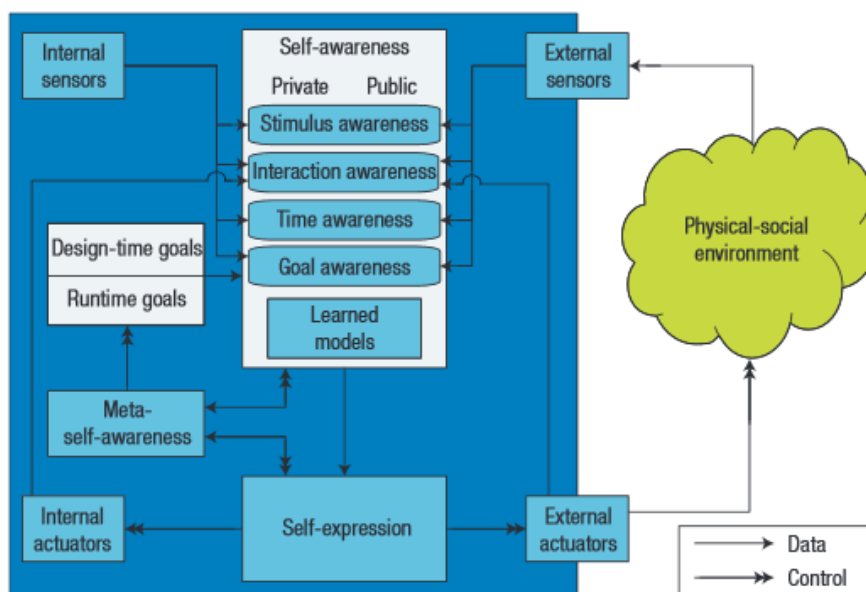 Internal
sensors
Self-awareness
Private Public
External
sensors
Stimulus awareness
Interaction awareness
Time awareness
Goal awareness
Learned
models
Design-time goals
Runtime goals
Physical-social
environment
Meta-
self-awareness
Internal
actuators
Self-expression
External
actuators
Data
Control